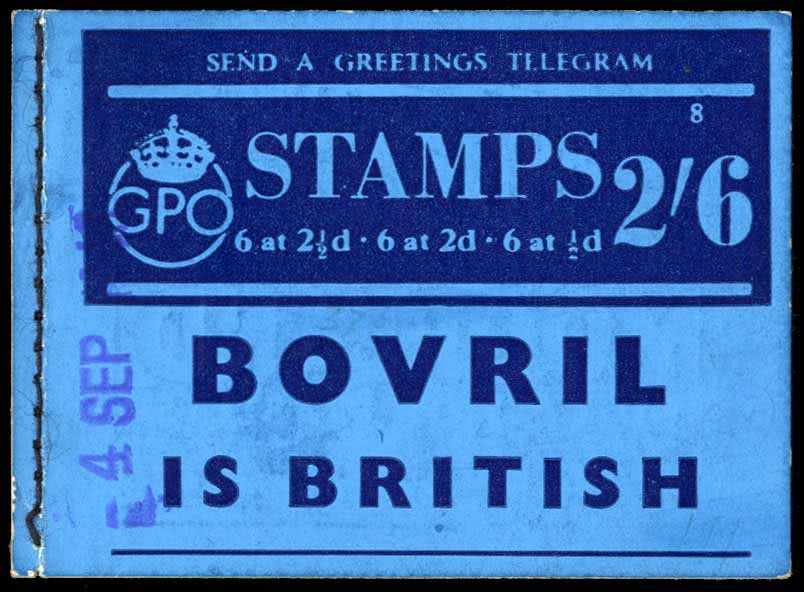 SEND A GREETINGS TELEGRAM
8
GPO
STAMPS 2/6
6 at 2½d · 6 at 2d · 6 at ½d
BOVRIL
IS BRITISH
4 SEP